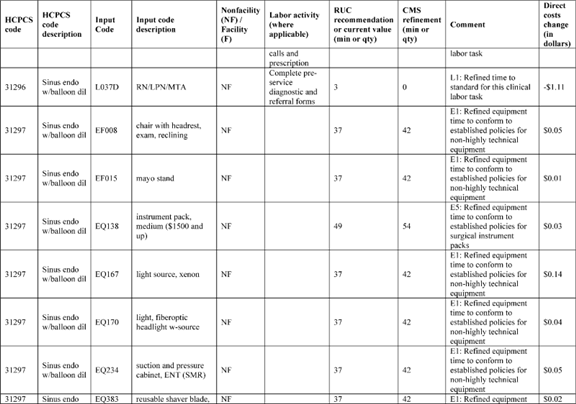 HCPCS code | HCPCS code description | Input Code | Input code description | Nonfacility (NF) / Facility (F) | Labor activity (where applicable) | RUC recommendation or current value (min or qty) | CMS refinement (min or qty) | Comment | Direct costs change (in dollars)
calls and prescription | labor task
31296 | Sinus endo w/balloon dil | L037D | RN/LPN/MTA | NF | Complete pre-service diagnostic and referral forms | 3 | 0 | L1: Refined time to standard for this clinical labor task | -$1.11
31297 | Sinus endo w/balloon dil | EF008 | chair with headrest, exam, reclining | NF | 37 | 42 | E1: Refined equipment time to conform to established policies for non-highly technical equipment | $0.05
31297 | Sinus endo w/balloon dil | EF015 | mayo stand | NF | 37 | 42 | E1: Refined equipment time to conform to established policies for non-highly technical equipment | $0.01
31297 | Sinus endo w/balloon dil | EQ138 | instrument pack, medium ($1500 and up) | NF | 49 | 54 | E5: Refined equipment time to conform to established policies for surgical instrument packs | $0.03
31297 | Sinus endo w/balloon dil | EQ167 | light source, xenon | NF | 37 | 42 | E1: Refined equipment time to conform to established policies for non-highly technical equipment | $0.14
31297 | Sinus endo w/balloon dil | EQ170 | light, fiberoptic headlight w-source | NF | 37 | 42 | E1: Refined equipment time to conform to established policies for non-highly technical equipment | $0.04
31297 | Sinus endo w/balloon dil | EQ234 | suction and pressure cabinet, ENT (SMR) | NF | 37 | 42 | E1: Refined equipment time to conform to established policies for non-highly technical equipment | $0.05
31297 | Sinus endo | EQ383 | reusable shaver blade, | NF | 37 | 42 | E1: Refined equipment | $0.02